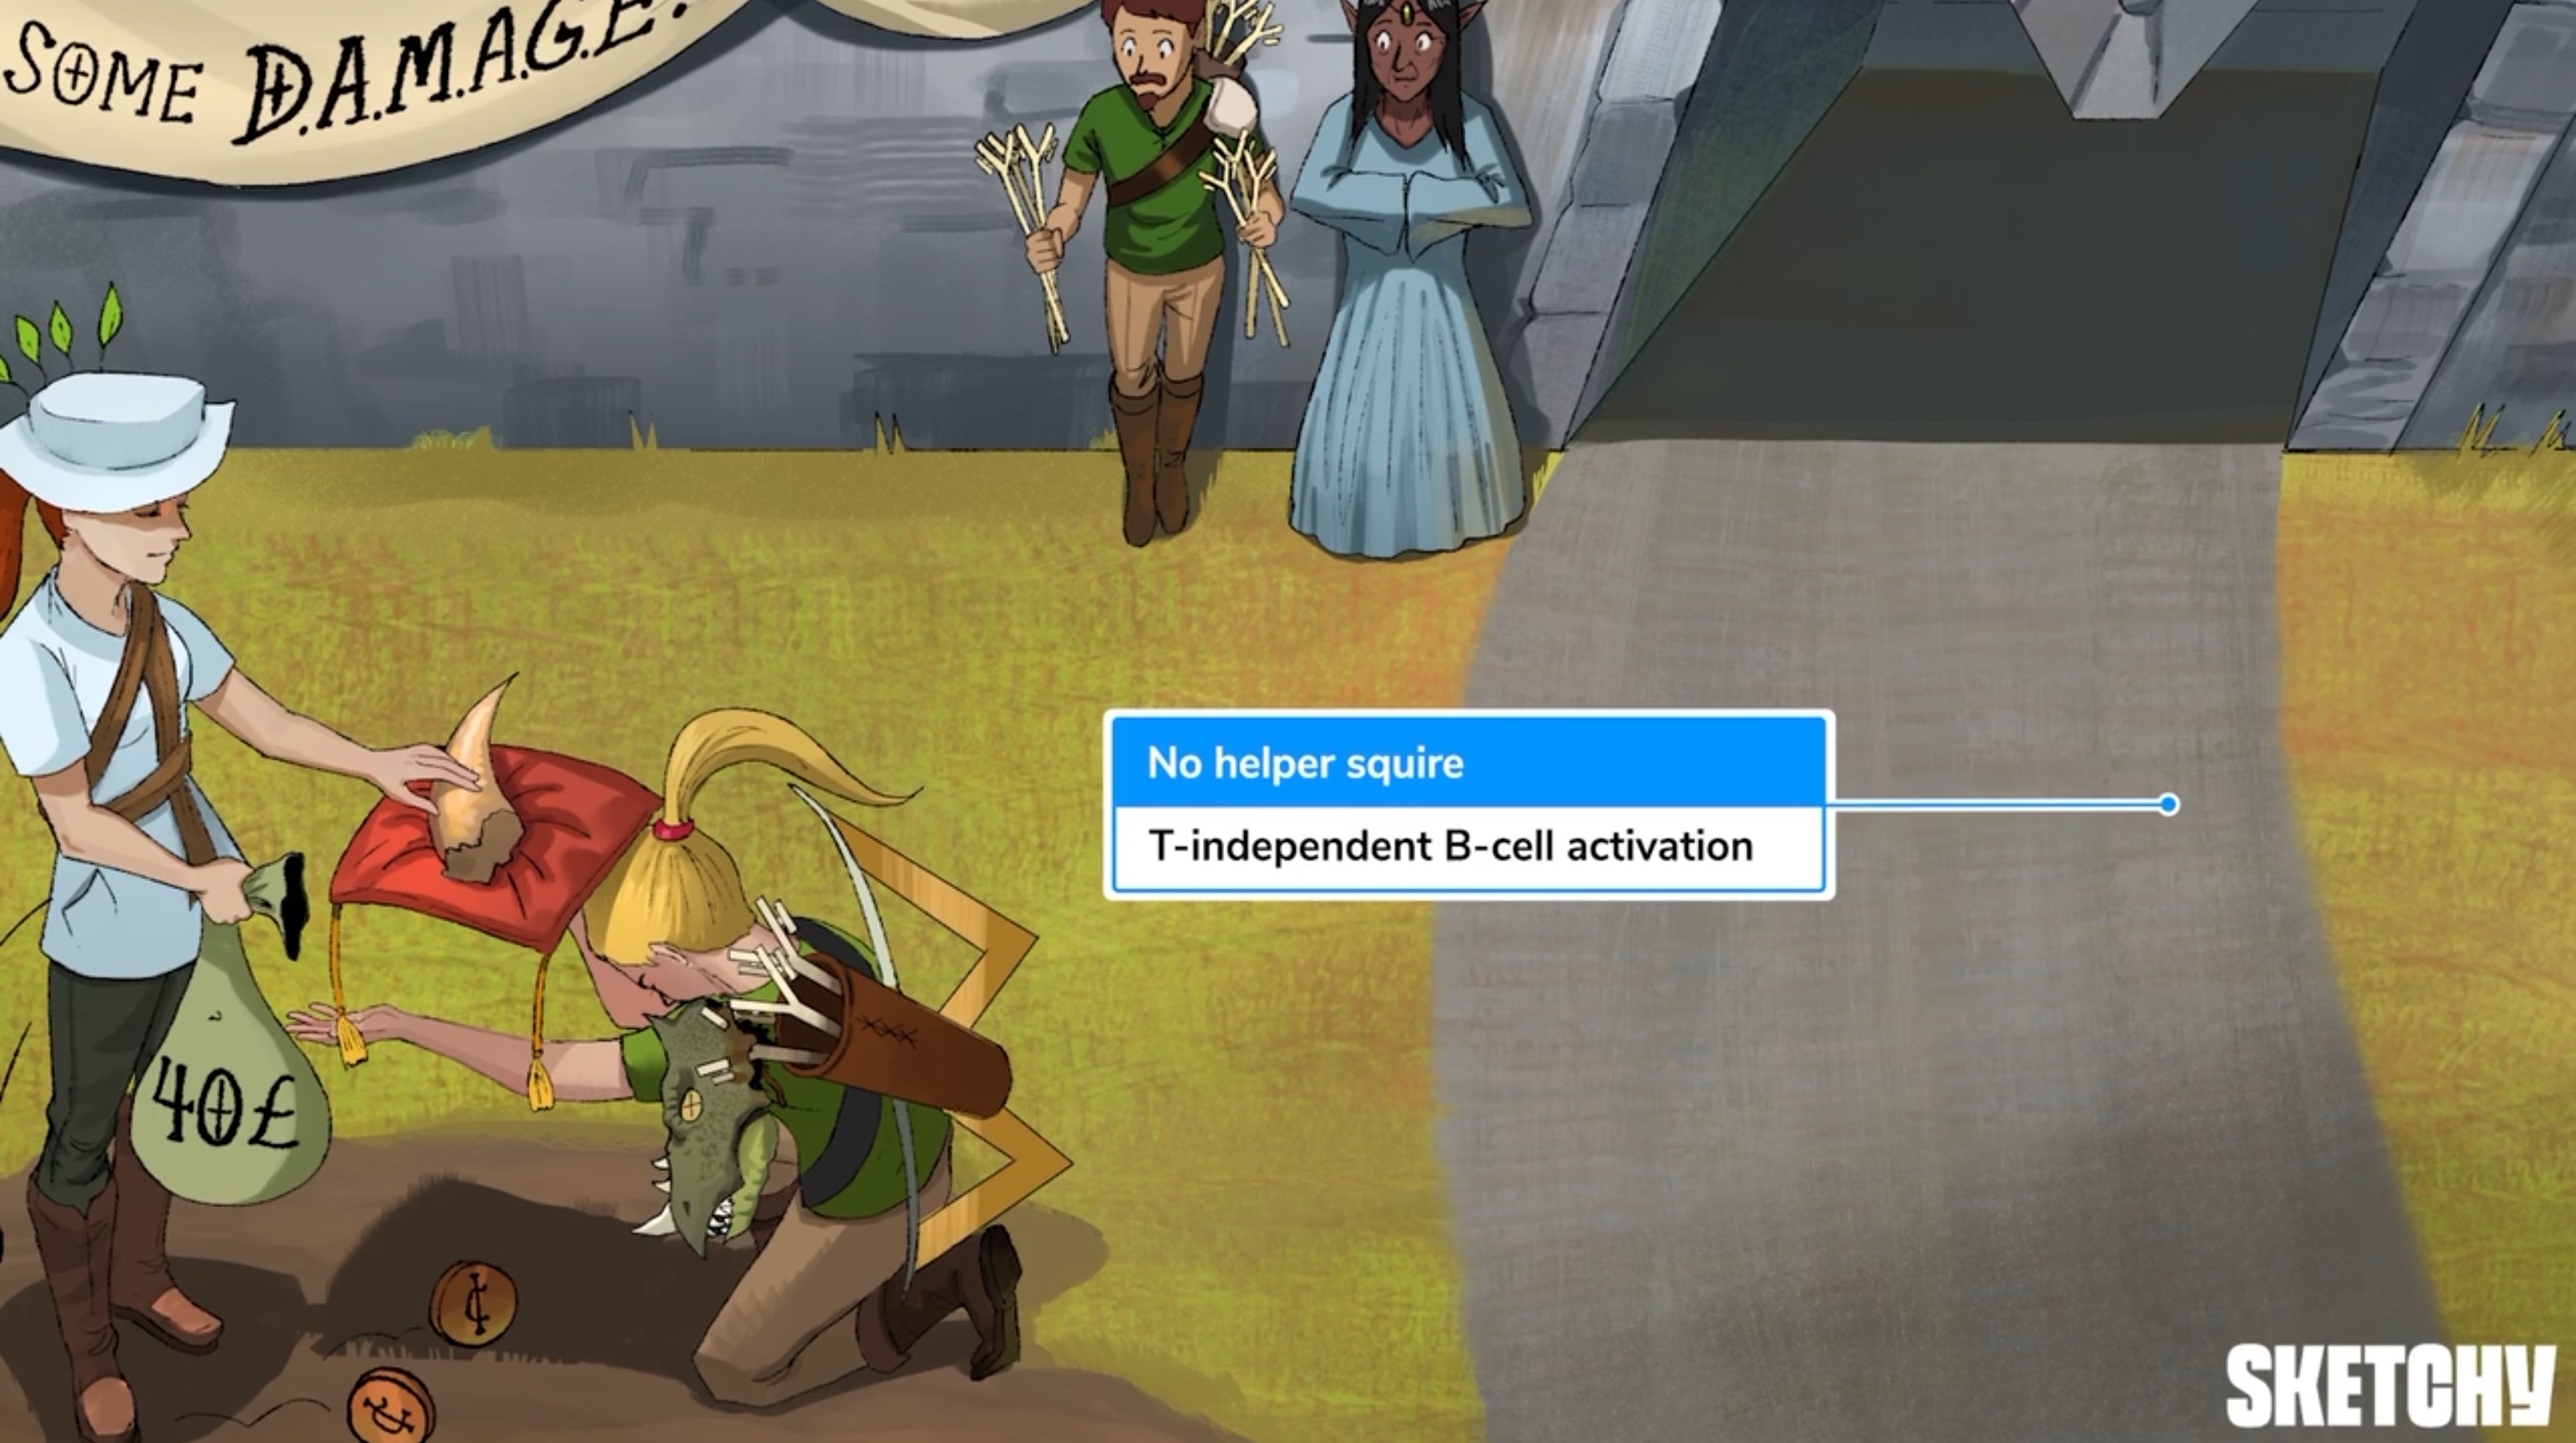 SOME D.A.M.A.G.E.
No helper squire
T-independent B-cell activation
40£
SKETCHY